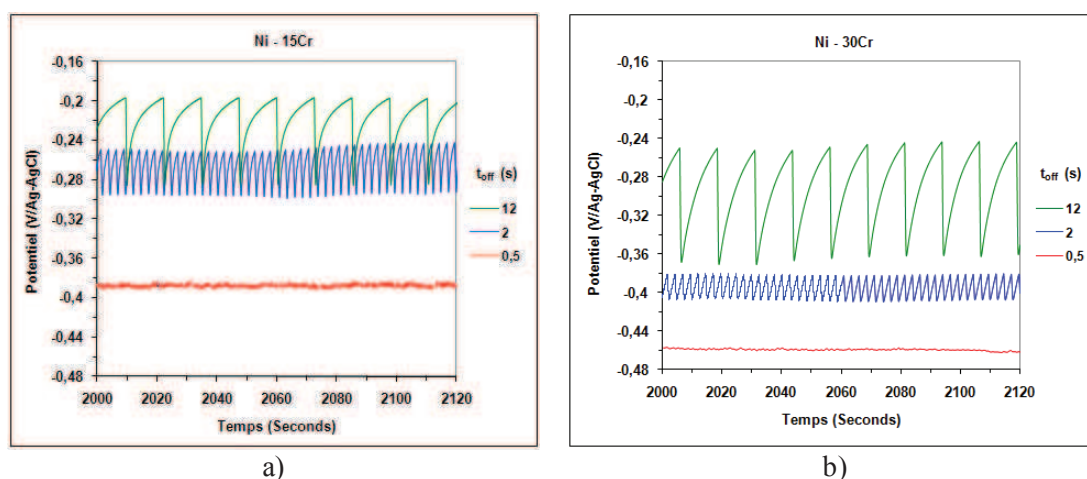 Ni - 15Cr
Potentiel (V/Ag-AgCl)
-0,16
-0,2
-0,24
-0,28
-0,32
-0,36
-0,4
-0,44
-0,48
2000 2020 2040 2060 2080 2100 2120
Temps (Seconds)
toff (s)
12
2
0,5
a)
Ni - 30Cr
Potentiel (V/Ag-AgCl)
-0,16
-0,2
-0,24
-0,28
-0,32
-0,36
-0,4
-0,44
-0,48
2000 2020 2040 2060 2080 2100 2120
Temps (Seconds)
toff (s)
12
2
0,5
b)